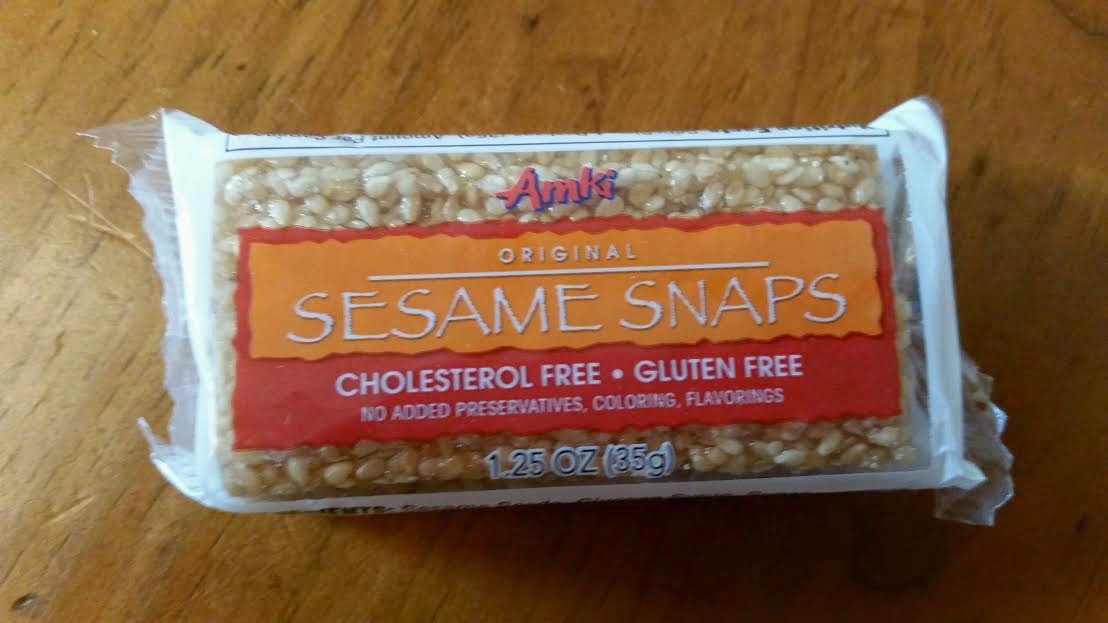 Amki
ORIGINAL
SESAME SNAPS
CHOLESTEROL FREE • GLUTEN FREE
NO ADDED PRESERVATIVES, COLORING, FLAVORINGS
1.25 OZ (35g)